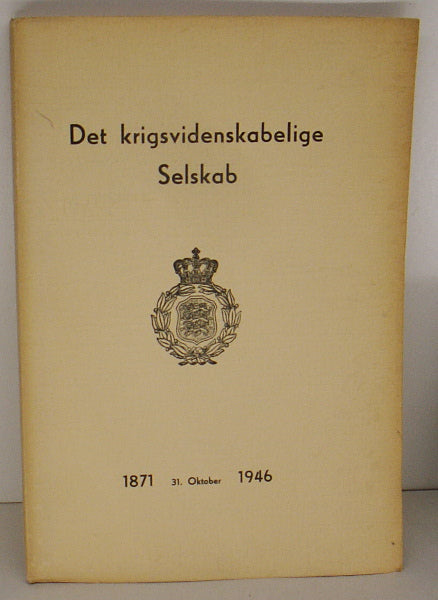 Det krigsvidenskabelige
Selskab
1871 31. Oktober 1946